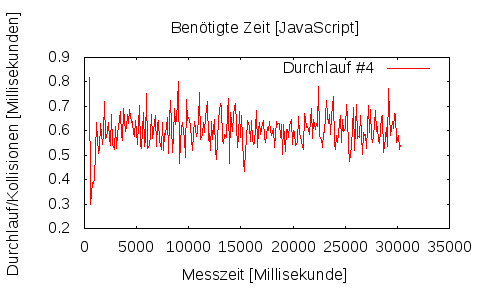 Benötigte Zeit [JavaScript]
Durchlauf/Kollisionen [Millisekunden]
Durchlauf #4
0.9
0.8
0.7
0.6
0.5
0.4
0.3
0.2
0 5000 10000 15000 20000 25000 30000 35000
Messzeit [Millisekunde]